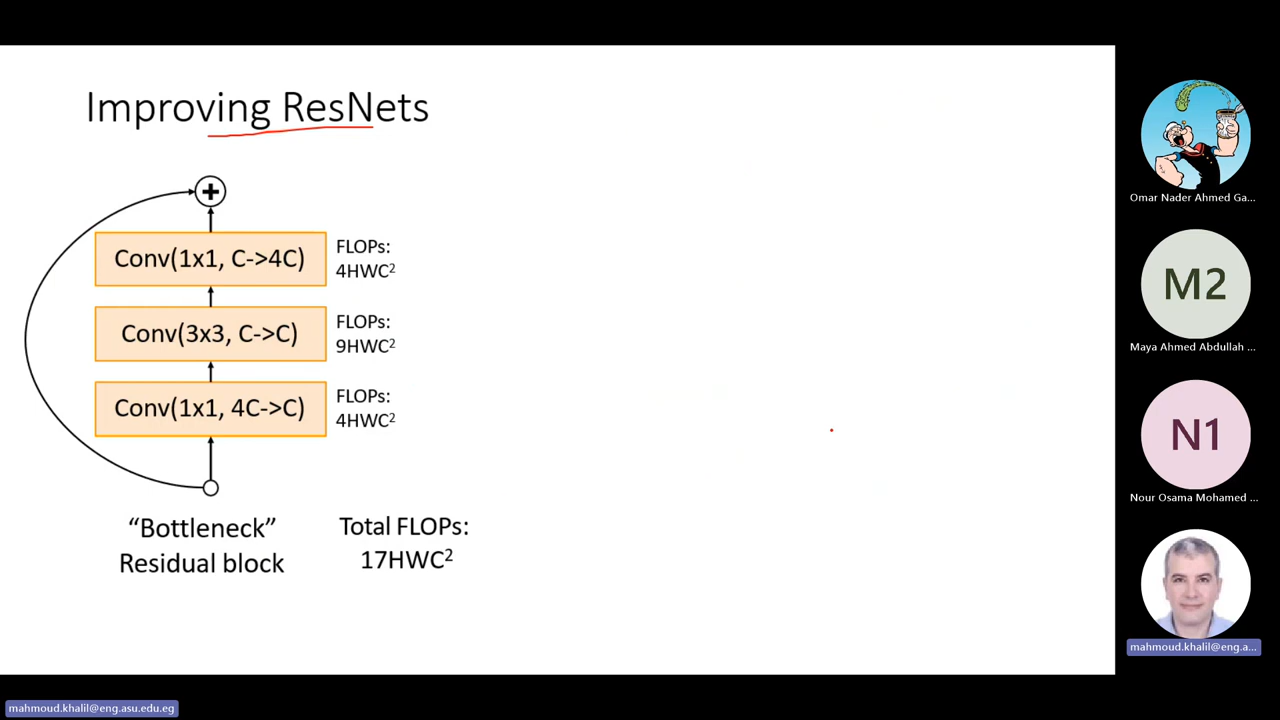 Improving ResNets
Conv(1x1, C->4C)
FLOPs:
4HWC²
Conv(3x3, C->C)
FLOPs:
9HWC²
Conv(1x1, 4C->C)
FLOPs:
4HWC²
“Bottleneck”
Residual block
Total FLOPs:
17HWC²
Omar Nader Ahmed Ga...
M2
Maya Ahmed Abdullah ...
N1
Nour Osama Mohamed ...
mahmoud.khalil@eng.a...
mahmoud.khalil@eng.asu.edu.eg